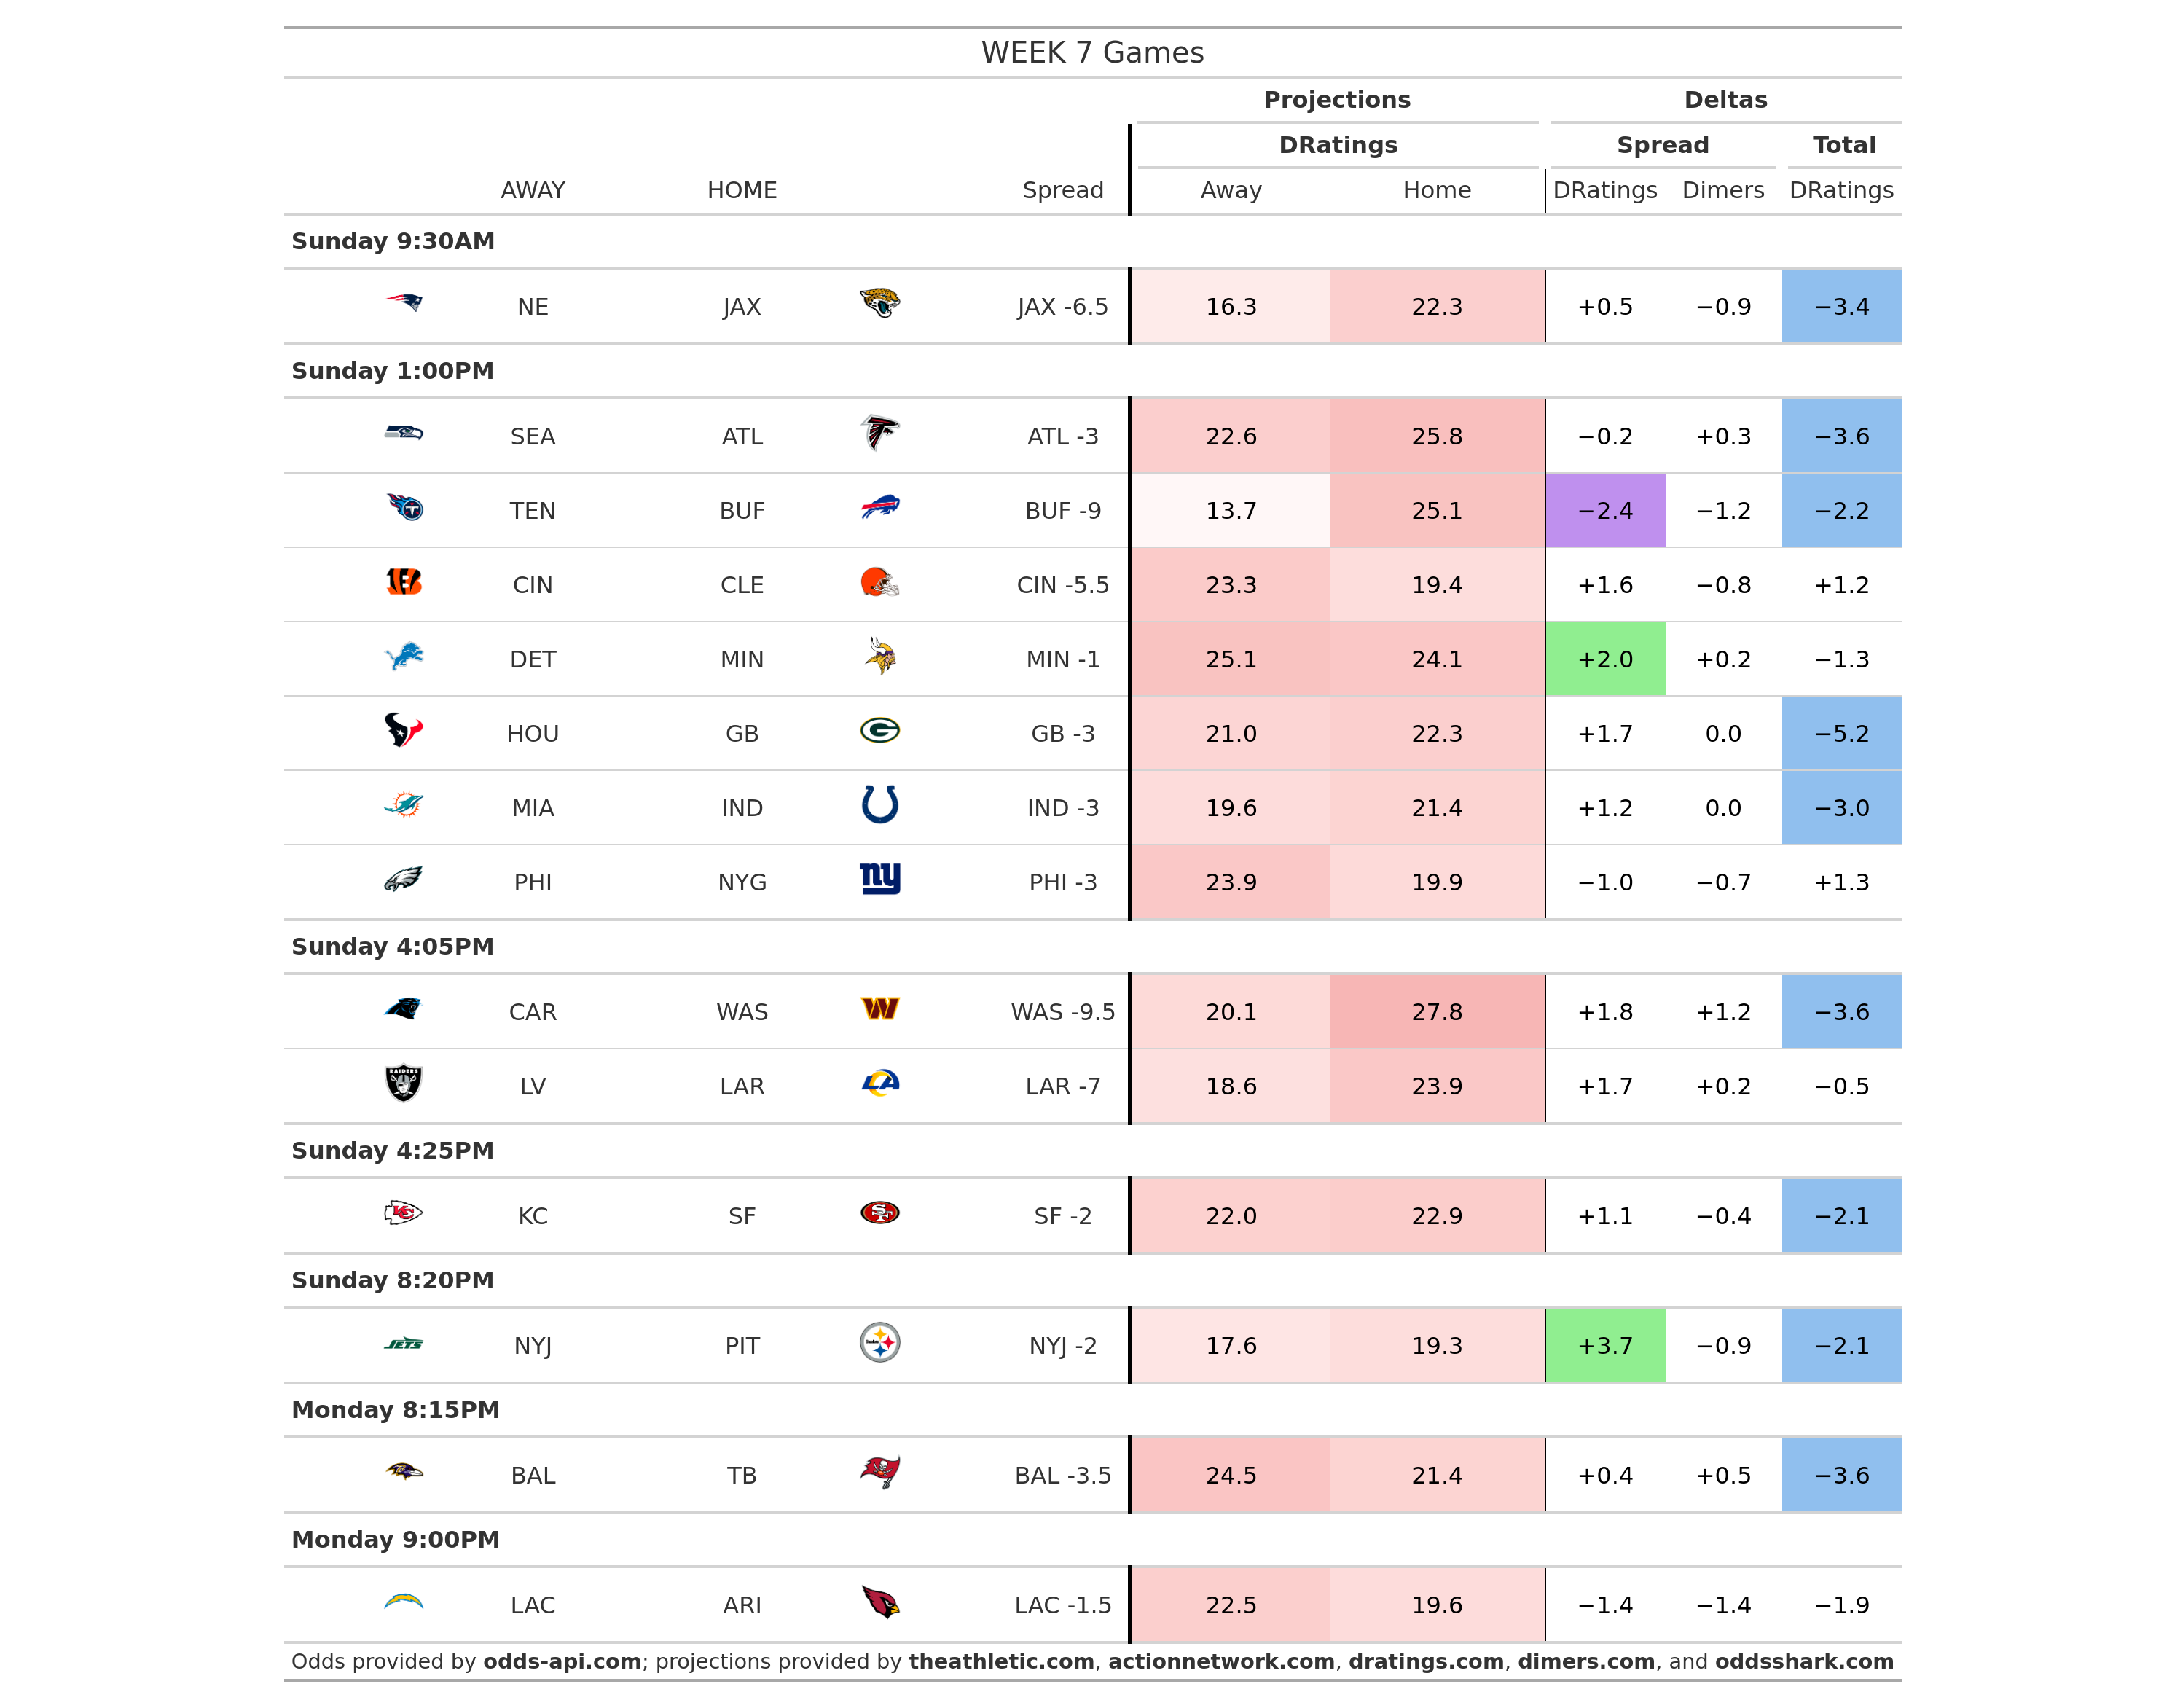 WEEK 7 Games
Projections Deltas
DRatings Spread Total
AWAY HOME Spread Away Home DRatings Dimers DRatings
Sunday 9:30AM
NE JAX JAX -6.5 16.3 22.3 +0.5 −0.9 −3.4
Sunday 1:00PM
SEA ATL ATL -3 22.6 25.8 −0.2 +0.3 −3.6
TEN BUF BUF -9 13.7 25.1 −2.4 −1.2 −2.2
CIN CLE CIN -5.5 23.3 19.4 +1.6 −0.8 +1.2
DET MIN MIN -1 25.1 24.1 +2.0 +0.2 −1.3
HOU GB GB -3 21.0 22.3 +1.7 0.0 −5.2
MIA IND IND -3 19.6 21.4 +1.2 0.0 −3.0
PHI NYG ny PHI -3 23.9 19.9 −1.0 −0.7 +1.3
Sunday 4:05PM
CAR WAS W WAS -9.5 20.1 27.8 +1.8 +1.2 −3.6
RAIDERS LV LAR LA LAR -7 18.6 23.9 +1.7 +0.2 −0.5
Sunday 4:25PM
KC KC SF SF SF -2 22.0 22.9 +1.1 −0.4 −2.1
Sunday 8:20PM
JETS NYJ PIT Steelers NYJ -2 17.6 19.3 +3.7 −0.9 −2.1
Monday 8:15PM
BAL TB BAL -3.5 24.5 21.4 +0.4 +0.5 −3.6
Monday 9:00PM
LAC ARI LAC -1.5 22.5 19.6 −1.4 −1.4 −1.9
Odds provided by odds-api.com; projections provided by theathletic.com, actionnetwork.com, dratings.com, dimers.com, and oddsshark.com